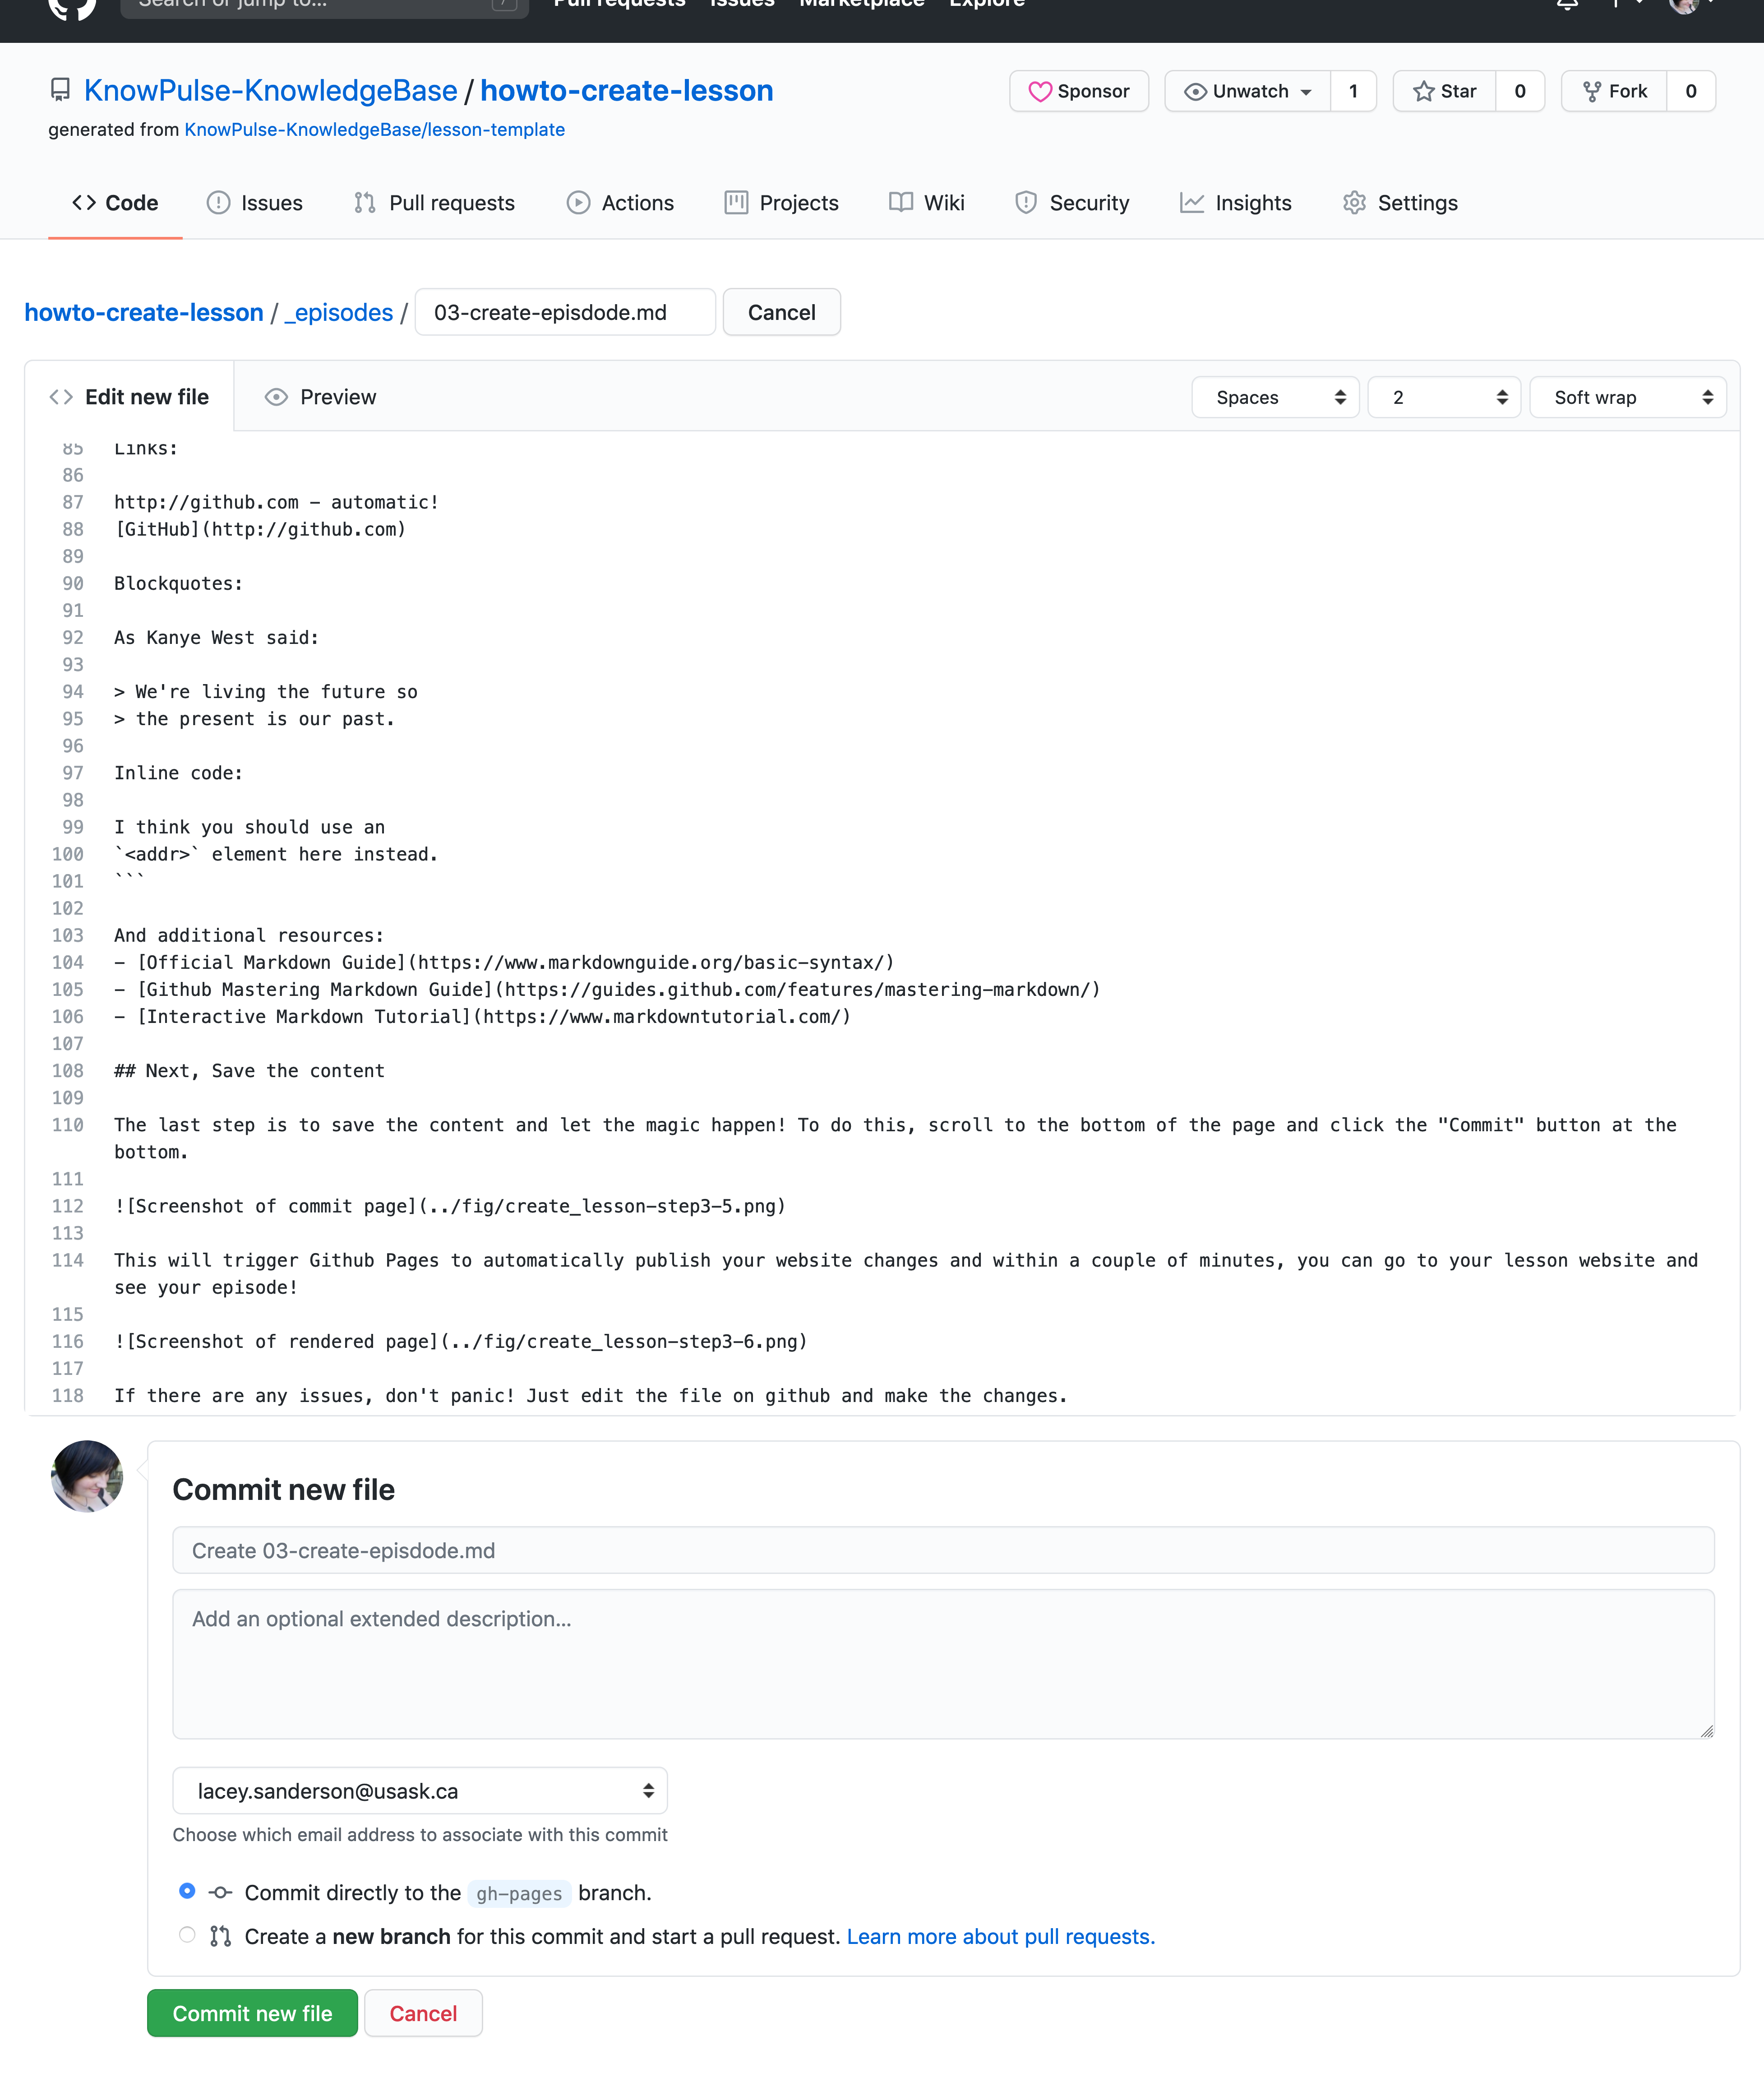 Search or jump to... /
Pull requests Issues Marketplace Explore
KnowPulse-KnowledgeBase / howto-create-lesson
Sponsor Unwatch 1 Star 0 Fork 0
generated from KnowPulse-KnowledgeBase/lesson-template
Code Issues Pull requests Actions Projects Wiki Security Insights Settings
howto-create-lesson / _episodes / 03-create-episdode.md Cancel
Edit new file Preview Spaces 2 Soft wrap
85 Links:
86
87 http://github.com - automatic!
88 [GitHub](http://github.com)
89
90 Blockquotes:
91
92 As Kanye West said:
93
94 > We're living the future so
95 > the present is our past.
96
97 Inline code:
98
99 I think you should use an
100 `<addr>` element here instead.
101 ```
102
103 And additional resources:
104 - [Official Markdown Guide](https://www.markdownguide.org/basic-syntax/)
105 - [Github Mastering Markdown Guide](https://guides.github.com/features/mastering-markdown/)
106 - [Interactive Markdown Tutorial](https://www.markdowntutorial.com/)
107
108 ## Next, Save the content
109
110 The last step is to save the content and let the magic happen! To do this, scroll to the bottom of the page and click the "Commit" button at the
bottom.
111
112 ![Screenshot of commit page](../fig/create_lesson-step3-5.png)
113
114 This will trigger Github Pages to automatically publish your website changes and within a couple of minutes, you can go to your lesson website and
see your episode!
115
116 ![Screenshot of rendered page](../fig/create_lesson-step3-6.png)
117
118 If there are any issues, don't panic! Just edit the file on github and make the changes.
Commit new file
Create 03-create-episdode.md
Add an optional extended description...
lacey.sanderson@usask.ca
Choose which email address to associate with this commit
Commit directly to the gh-pages branch.
Create a new branch for this commit and start a pull request. Learn more about pull requests.
Commit new file Cancel